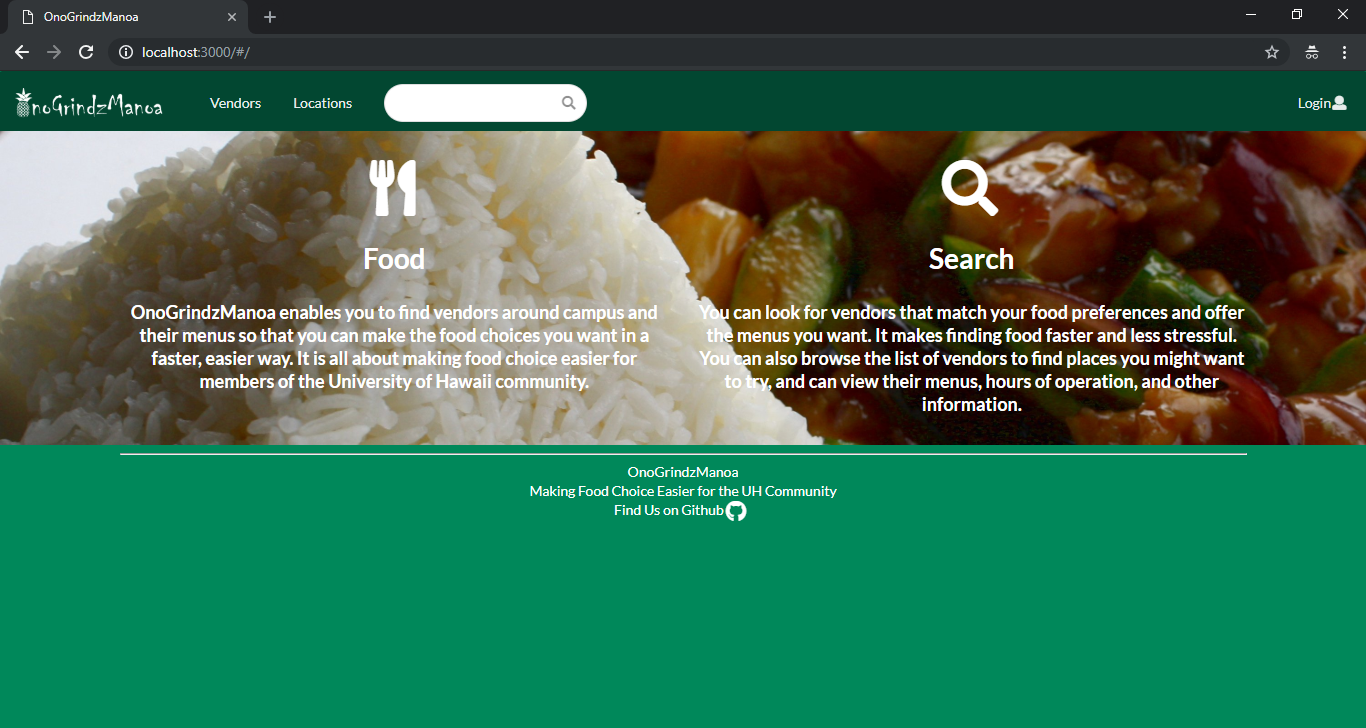 OnoGrindzManoa
localhost:3000/#/
OnoGrindzManoa
Vendors
Locations
Login
Food
OnoGrindzManoa enables you to find vendors around campus and
their menus so that you can make the food choices you want in a
faster, easier way. It is all about making food choice easier for
members of the University of Hawaii community.
Search
You can look for vendors that match your food preferences and offer
the menus you want. It makes finding food faster and less stressful.
You can also browse the list of vendors to find places you might want
to try, and can view their menus, hours of operation, and other
information.
OnoGrindzManoa
Making Food Choice Easier for the UH Community
Find Us on Github